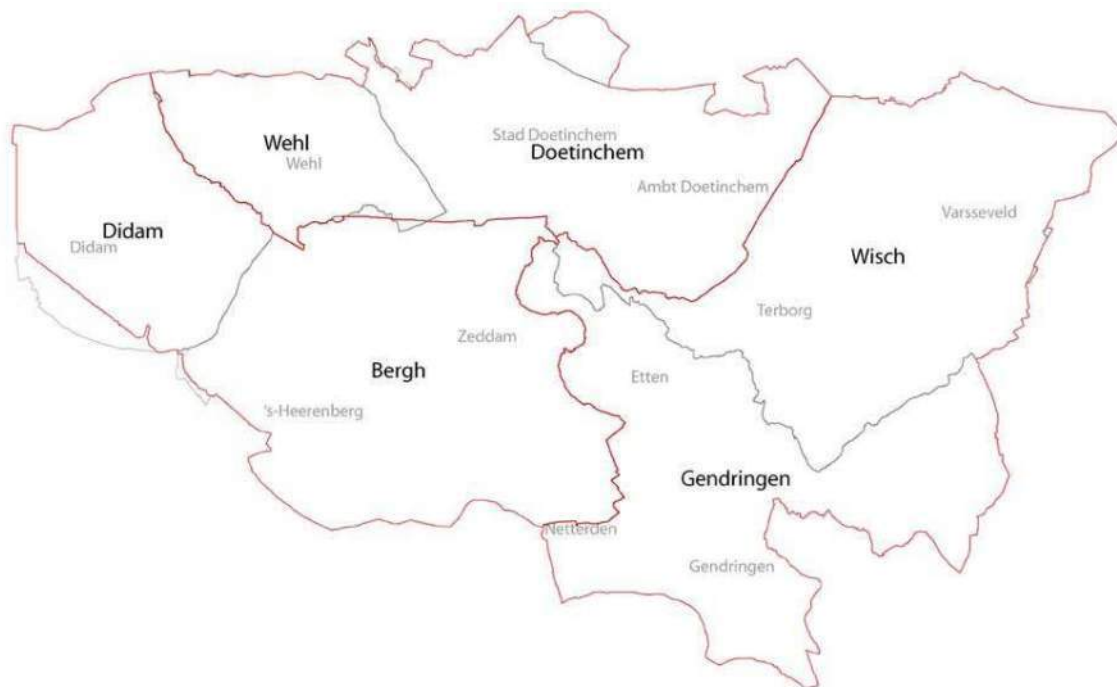 Stad Doetinchem
Wehl
Doetinchem
Wehl
Ambt Doetinchem
Varsseveld
Didam
Didam
Wisch
Terborg
Zeddam
Bergh
Etten
's-Heerenberg
Gendringen
Netterden
Gendringen